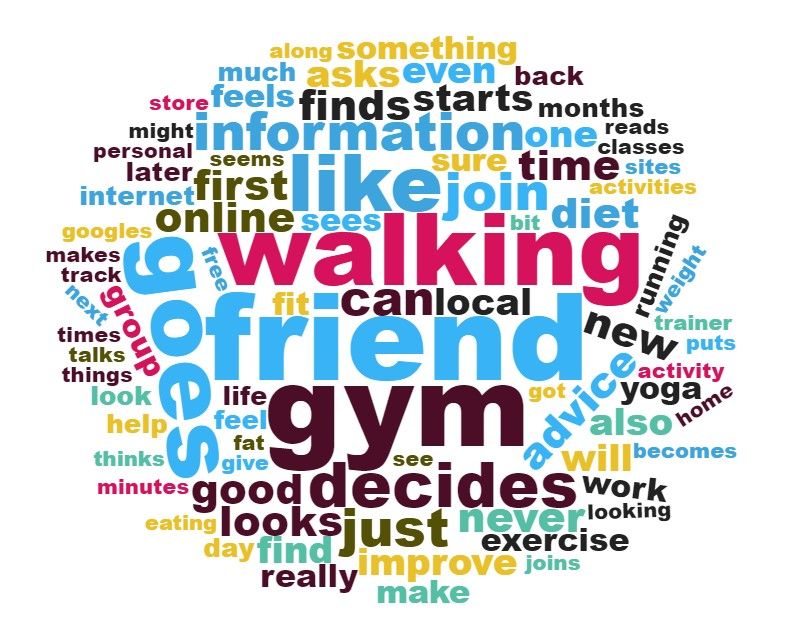 along something
much asks even back
store feels finds starts months
might information one reads
personal classes
later seems like sure time sites
internet first join activities
googles online sees bit diet
makes goes free walking running
track weight
next group fit can local
times friend new trainer
talks puts
things activity
look life got advice yoga home
help feel gym also
fat
thinks give see will becomes
minutes good decides work
eating looks just never looking
day find exercise
really improve joins
make